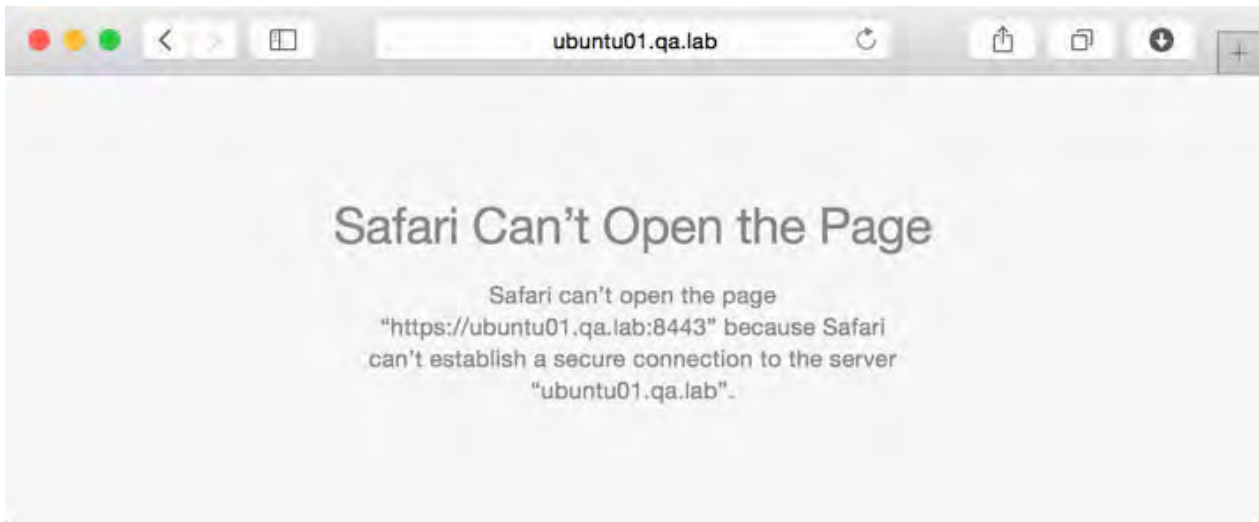 ubuntu01.qa.lab
Safari Can’t Open the Page
Safari can’t open the page
“https://ubuntu01.qa.lab:8443” because Safari
can’t establish a secure connection to the server
“ubuntu01.qa.lab”.